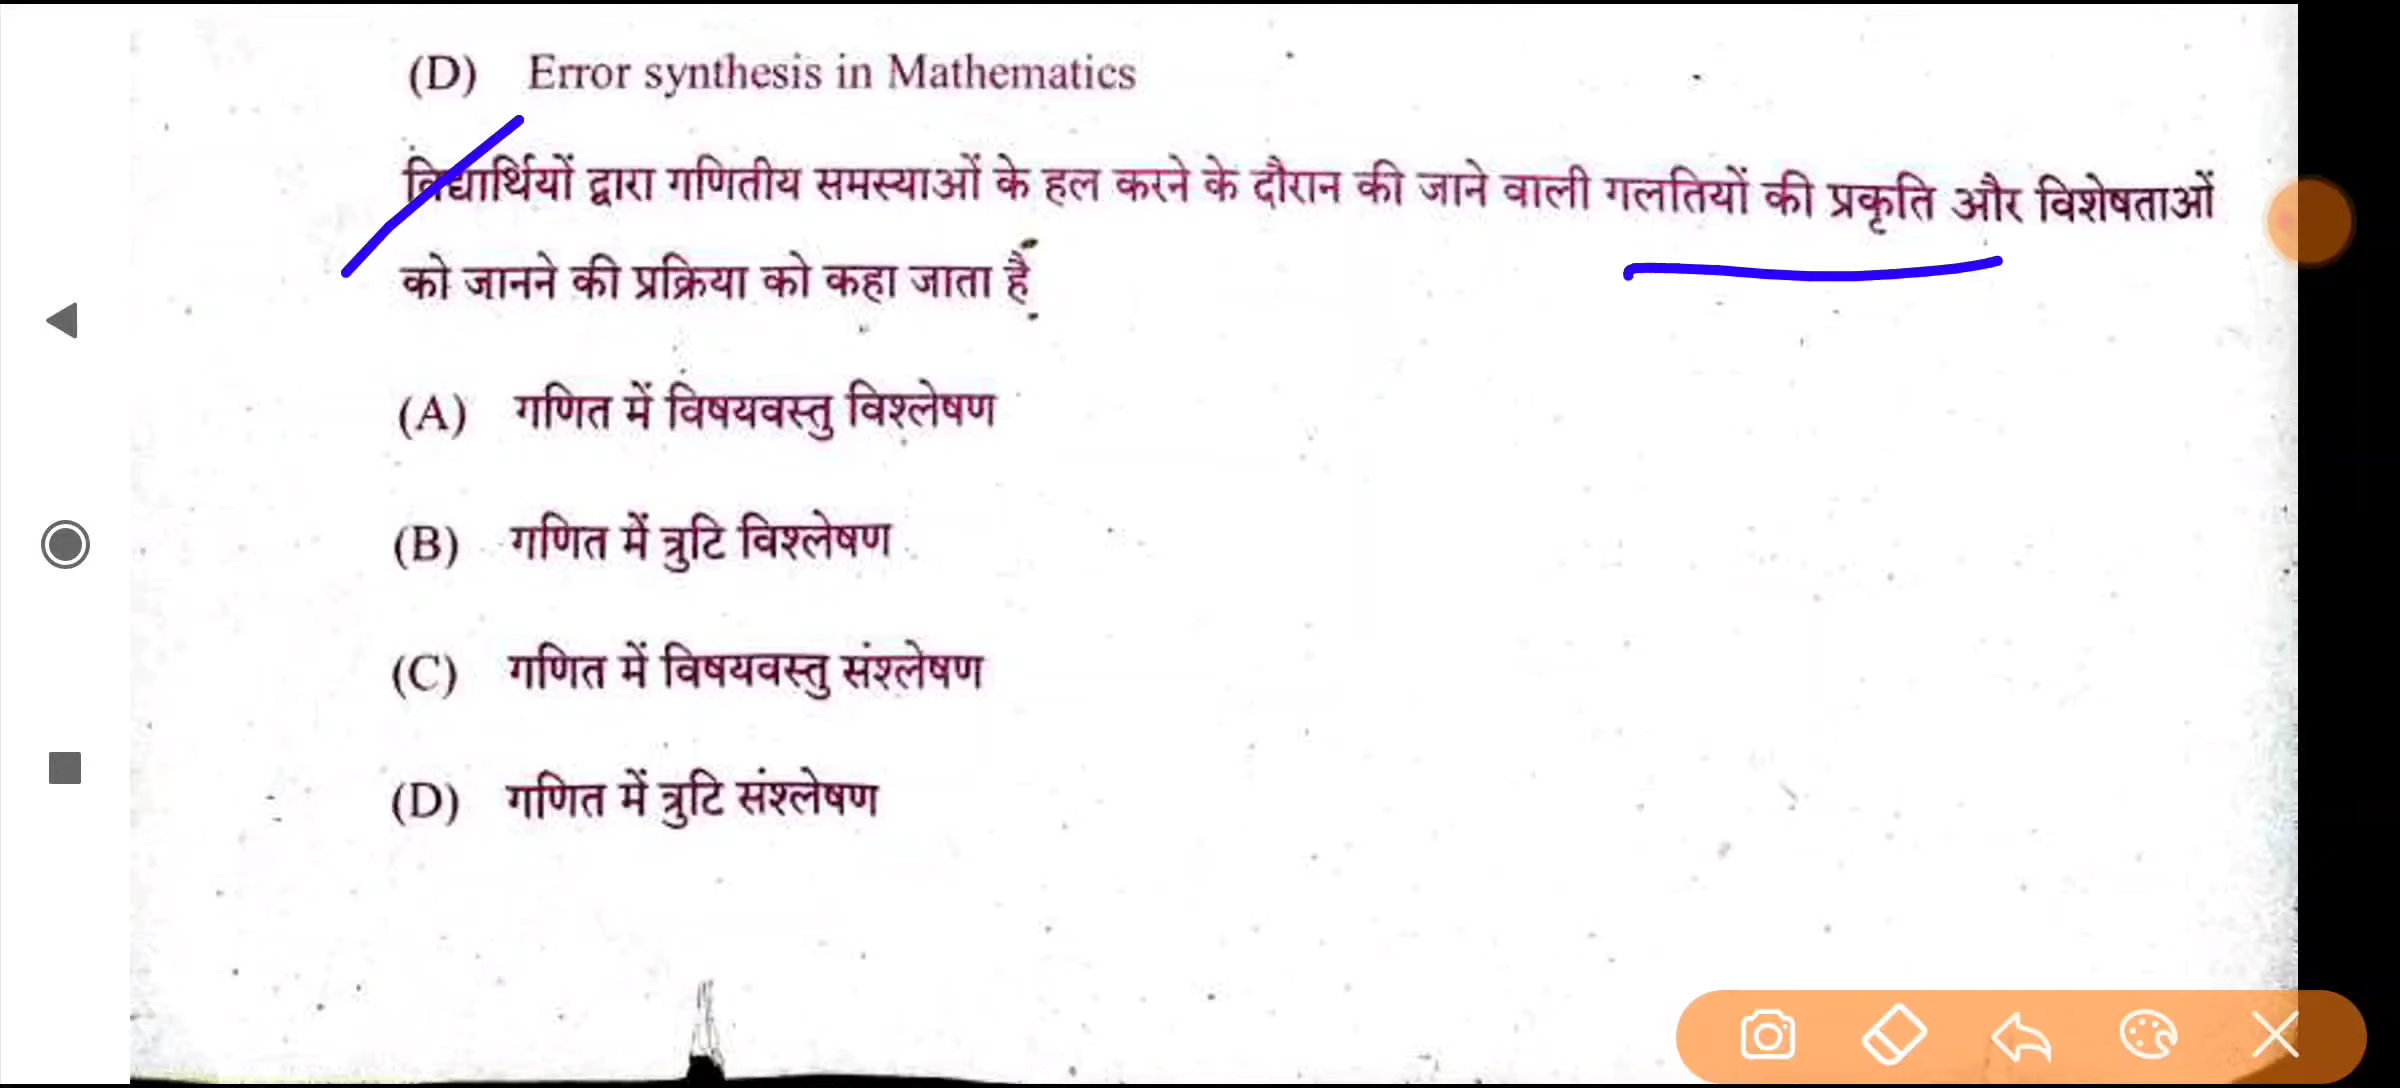 (D) Error synthesis in Mathematics
विद्यार्थियों द्वारा गणितीय समस्याओं के हल करने के दौरान की जाने वाली गलतियों की प्रकृति और विशेषताओं
को जानने की प्रक्रिया को कहा जाता है
(A) गणित में विषयवस्तु विश्लेषण
(B) गणित में त्रुटि विश्लेषण
(C) गणित में विषयवस्तु संश्लेषण
(D) गणित में त्रुटि संश्लेषण